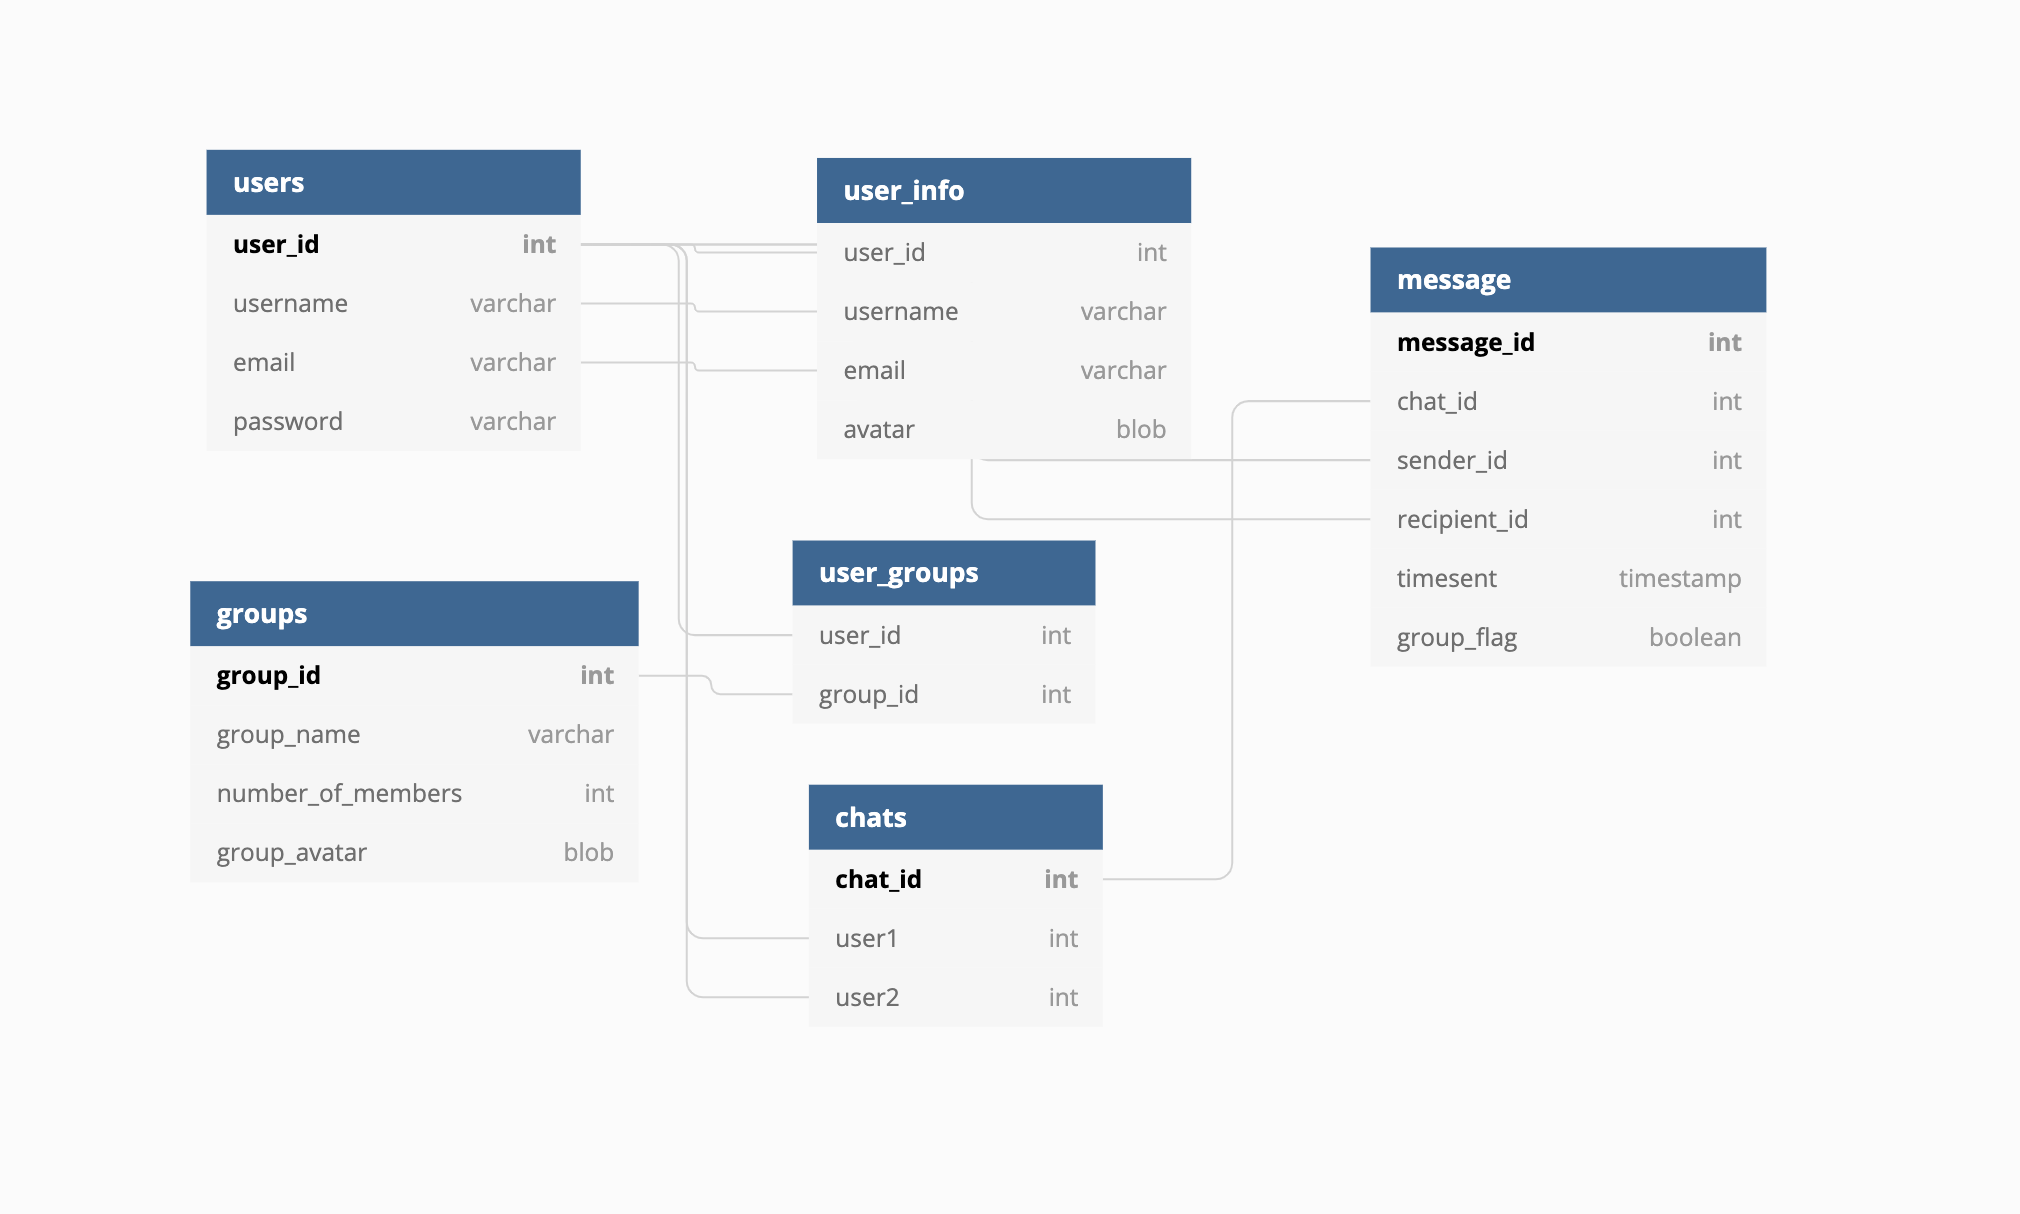 users
user_id int
username varchar
email varchar
password varchar
user_info
user_id int
username varchar
email varchar
avatar blob
message
message_id int
chat_id int
sender_id int
recipient_id int
timesent timestamp
group_flag boolean
groups
group_id int
group_name varchar
number_of_members int
group_avatar blob
user_groups
user_id int
group_id int
chats
chat_id int
user1 int
user2 int